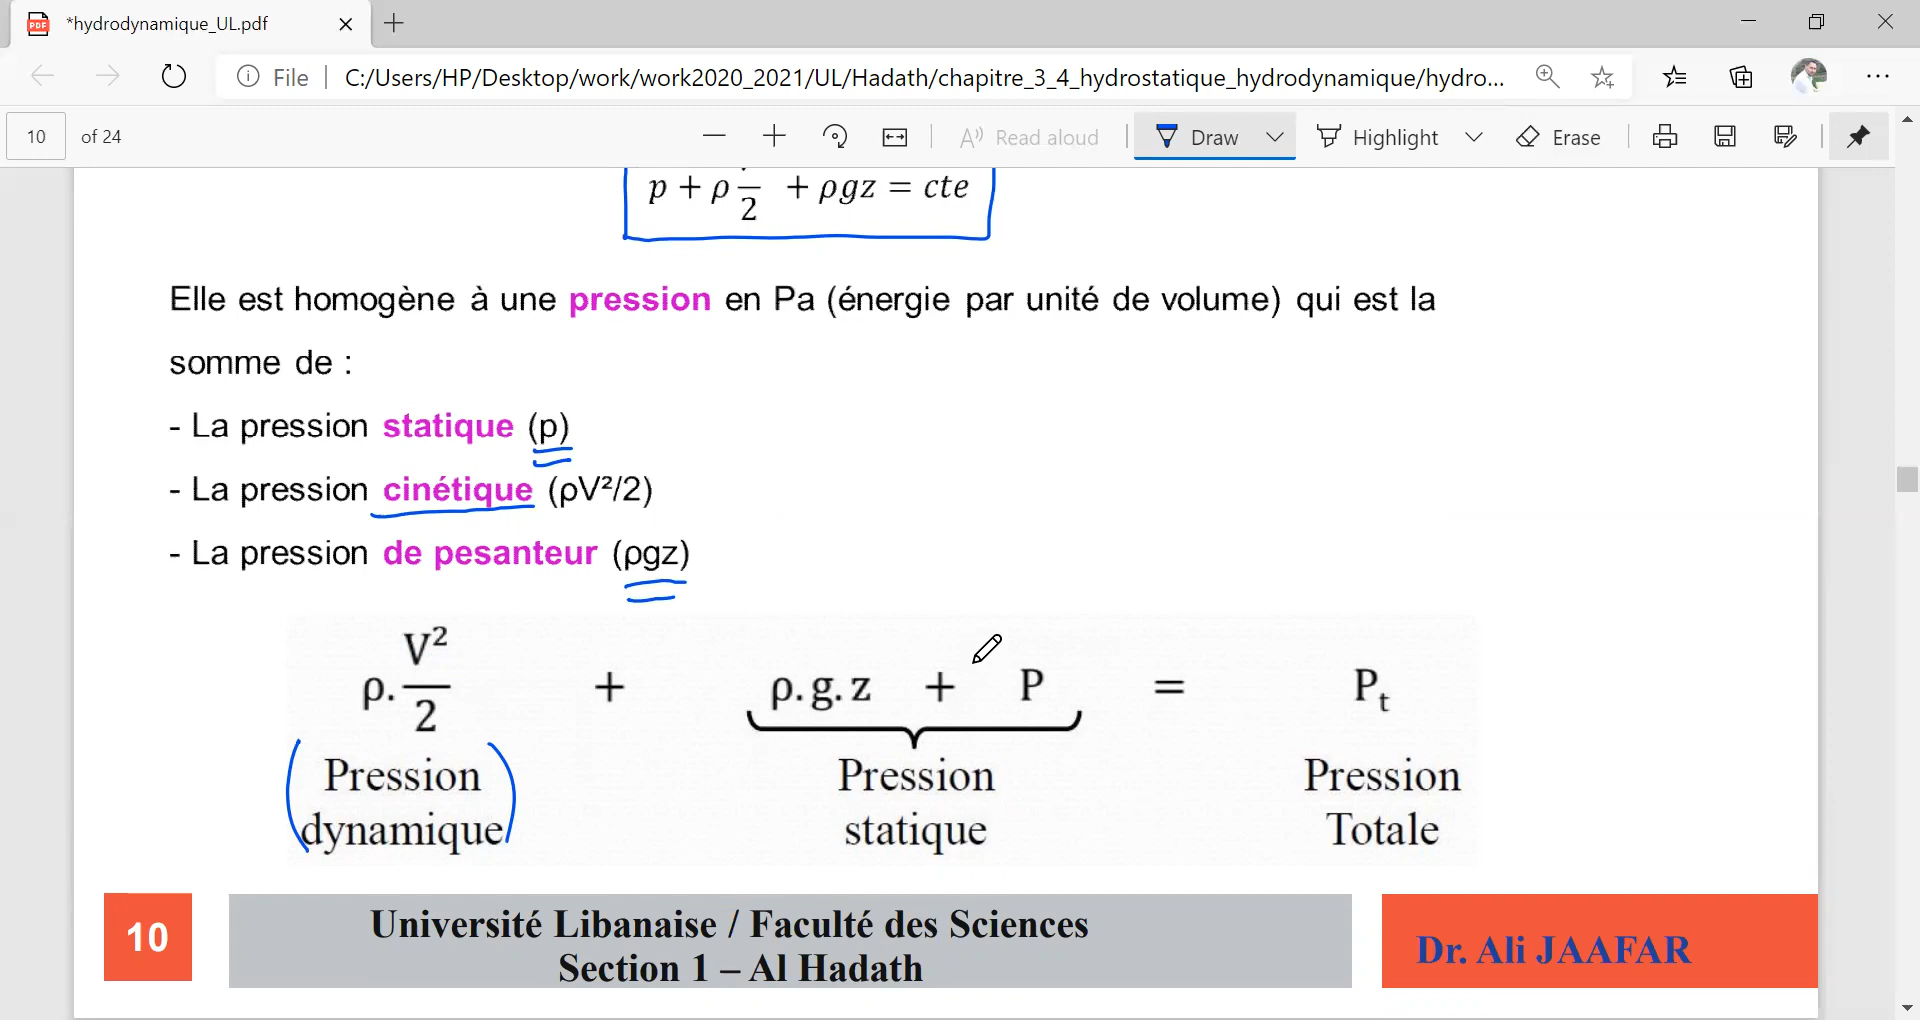 *hydrodynamique_UL.pdf
File
C:/Users/HP/Desktop/work/work2020_2021/UL/Hadath/chapitre_3_4_hydrostatique_hydrodynamique/hydro...
10 of 24
Read aloud
Draw
Highlight
Erase
p + ρ /2 + ρgz = cte
Elle est homogène à une pression en Pa (énergie par unité de volume) qui est la
somme de :
- La pression statique (p)
- La pression cinétique (ρV²/2)
- La pression de pesanteur (ρgz)
ρ. V²/2 + ρ. g. z + P = Pt
Pression Pression Pression
dynamique statique Totale
10
Université Libanaise / Faculté des Sciences
Section 1 – Al Hadath
Dr. Ali JAAFAR